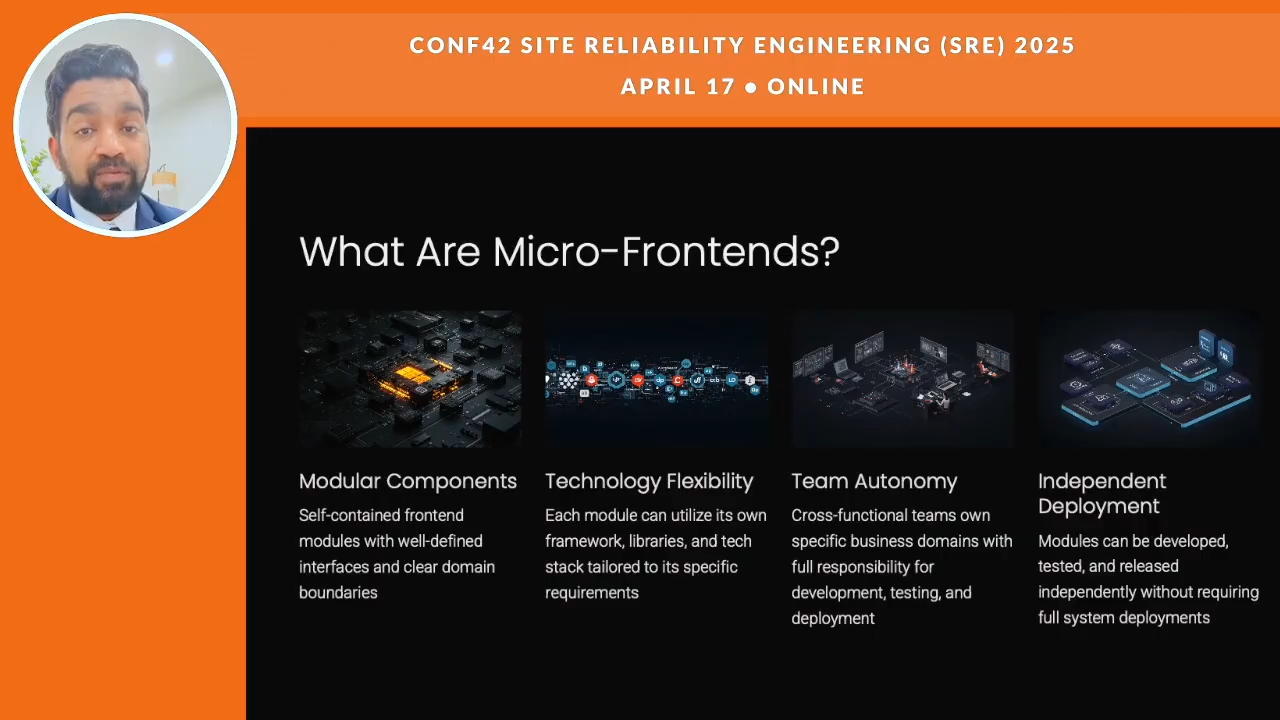 CONF42 SITE RELIABILITY ENGINEERING (SRE) 2025
APRIL 17 ● ONLINE
What Are Micro-Frontends?
Modular Components
Self-contained frontend
modules with well-defined
interfaces and clear domain
boundaries
Technology Flexibility
Each module can utilize its own
framework, libraries, and tech
stack tailored to its specific
requirements
Team Autonomy
Cross-functional teams own
specific business domains with
full responsibility for
development, testing, and
deployment
Independent
Deployment
Modules can be developed,
tested, and released
independently without requiring
full system deployments